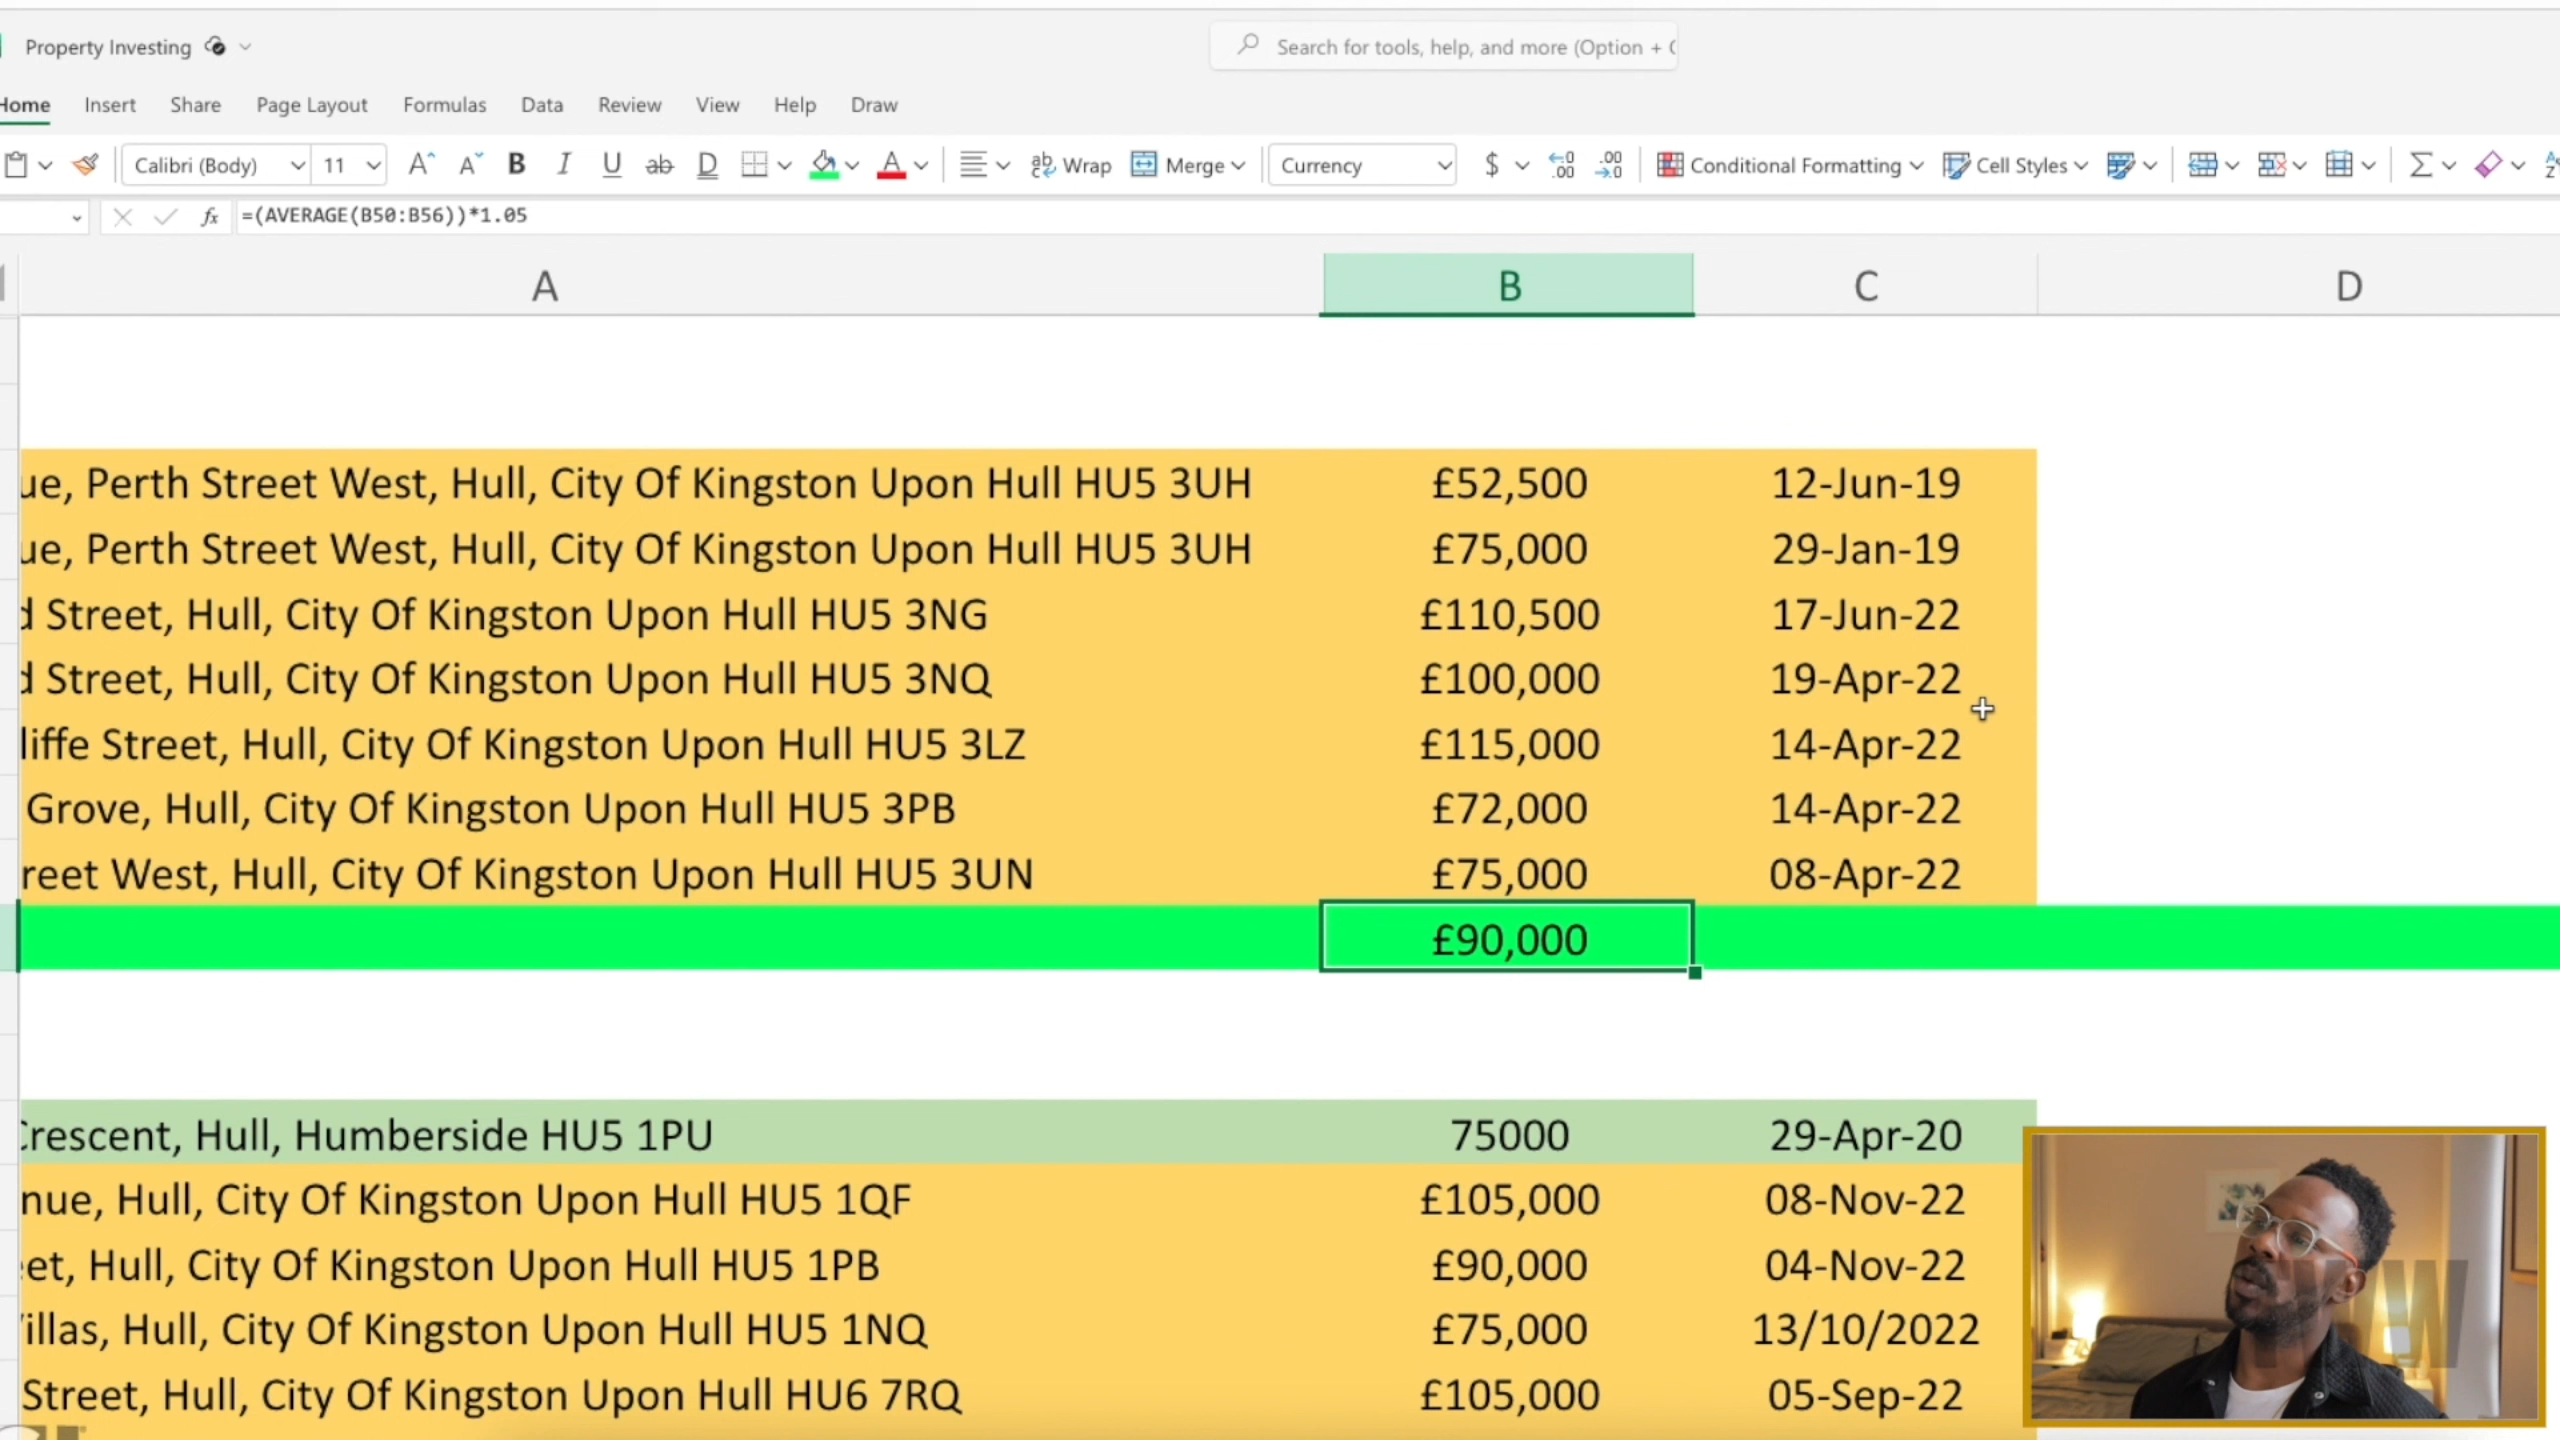 Property Investing
Search for tools, help, and more (Option +
Home Insert Share Page Layout Formulas Data Review View Help Draw
Calibri (Body) 11 A A B I U ab D A ab Wrap Merge Currency $ .00 .00 Conditional Formatting Cell Styles
fx =(AVERAGE(B50:B56))*1.05
A B C D
ue, Perth Street West, Hull, City Of Kingston Upon Hull HU5 3UH £52,500 12-Jun-19
ue, Perth Street West, Hull, City Of Kingston Upon Hull HU5 3UH £75,000 29-Jan-19
d Street, Hull, City Of Kingston Upon Hull HU5 3NG £110,500 17-Jun-22
d Street, Hull, City Of Kingston Upon Hull HU5 3NQ £100,000 19-Apr-22
liffe Street, Hull, City Of Kingston Upon Hull HU5 3LZ £115,000 14-Apr-22
Grove, Hull, City Of Kingston Upon Hull HU5 3PB £72,000 14-Apr-22
reet West, Hull, City Of Kingston Upon Hull HU5 3UN £75,000 08-Apr-22
£90,000
Crescent, Hull, Humberside HU5 1PU 75000 29-Apr-20
nue, Hull, City Of Kingston Upon Hull HU5 1QF £105,000 08-Nov-22
et, Hull, City Of Kingston Upon Hull HU5 1PB £90,000 04-Nov-22
illas, Hull, City Of Kingston Upon Hull HU5 1NQ £75,000 13/10/2022
Street, Hull, City Of Kingston Upon Hull HU6 7RQ £105,000 05-Sep-22